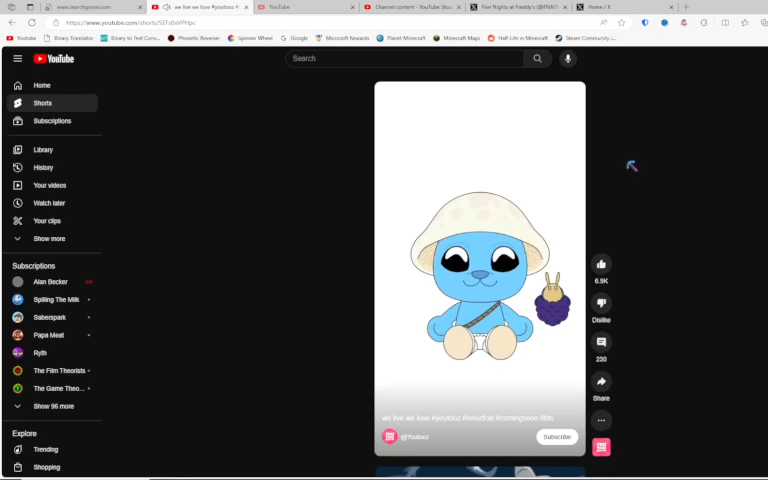 www.searchgnosx.com
we live we love #youtooz #
YouTube
Channel content - YouTube Stu
Five Nights at Freddy's (@FNAF
Home / X
https://www.youtube.com/shorts/
Youtube
Binary Translator
Binary to Text Conv...
Phonetic Reverser
Spinner Wheel
Google
Microsoft Rewards
Planet Minecraft
Minecraft Maps
Half-Life in Minecraft
Steam Community :...
YouTube
Search
Home
Shorts
Subscriptions
Library
History
Your videos
Watch later
Your clips
Show more
Subscriptions
Alan Becker
Spilling The Milk
Saberspark
Papa Meat
Ryth
The Film Theorists
The Game Theo...
Show 96 more
Explore
Trending
Shopping
6.9K
Dislike
230
Share
we live we love #youtooz #smurfcat #comingsoon #bts
@Youtooz
Subscribe